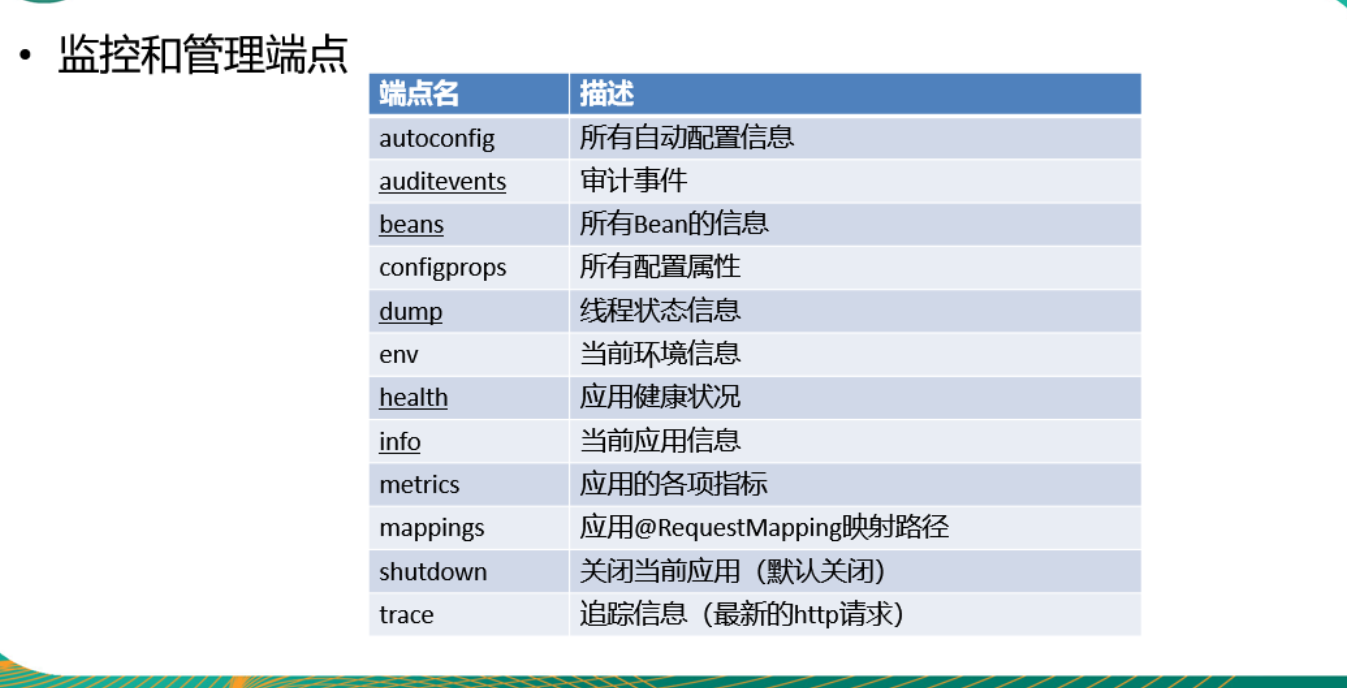 • 监控和管理端点
端点名 描述
autoconfig 所有自动配置信息
auditevents 审计事件
beans 所有Bean的信息
configprops 所有配置属性
dump 线程状态信息
env 当前环境信息
health 应用健康状况
info 当前应用信息
metrics 应用的各项指标
mappings 应用@RequestMapping映射路径
shutdown 关闭当前应用（默认关闭）
trace 追踪信息（最新的http请求）